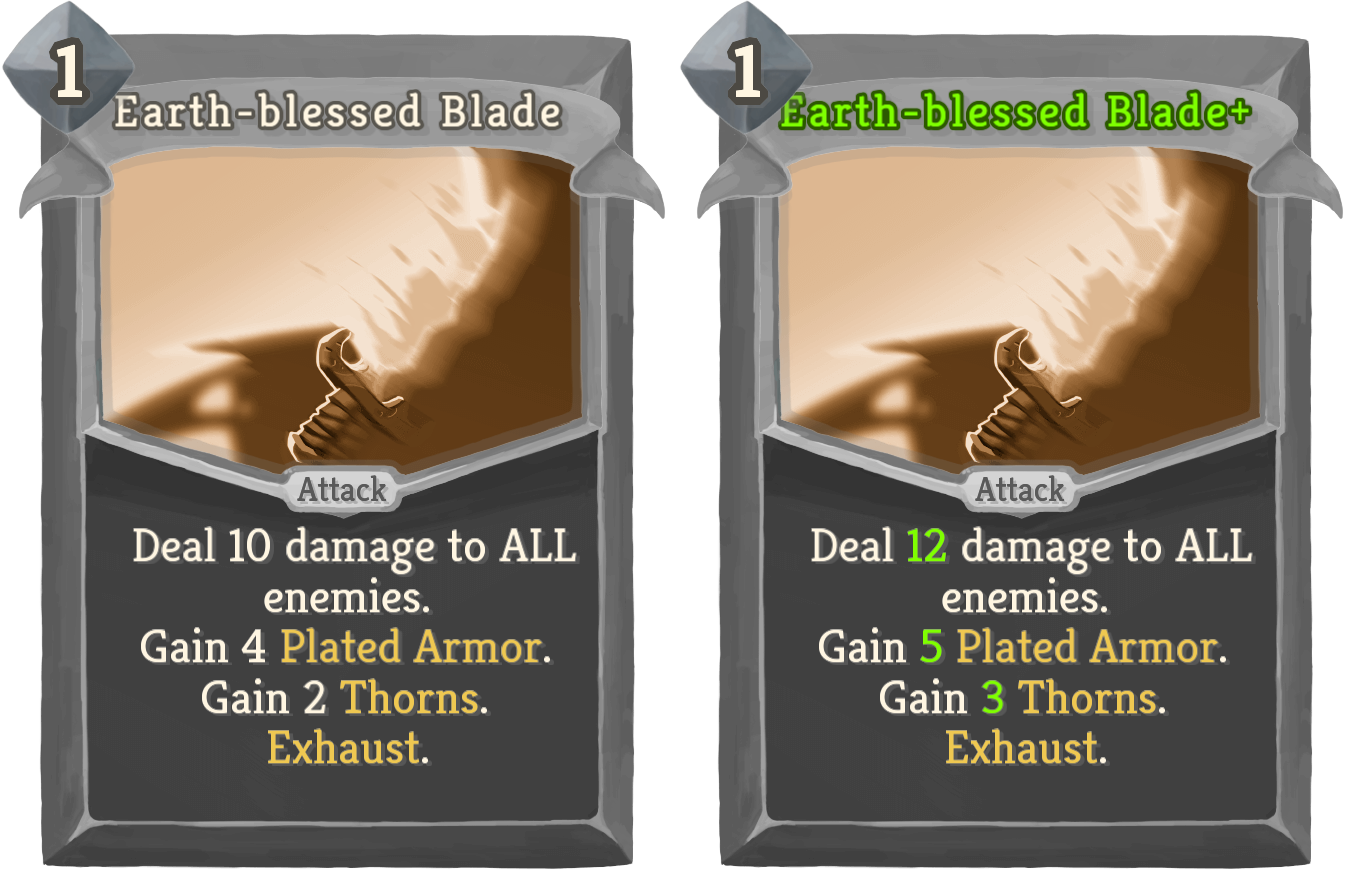 1
Earth-blessed Blade
Attack
Deal 10 damage to ALL
enemies.
Gain 4 Plated Armor.
Gain 2 Thorns.
Exhaust.
1
Earth-blessed Blade+
Attack
Deal 12 damage to ALL
enemies.
Gain 5 Plated Armor.
Gain 3 Thorns.
Exhaust.